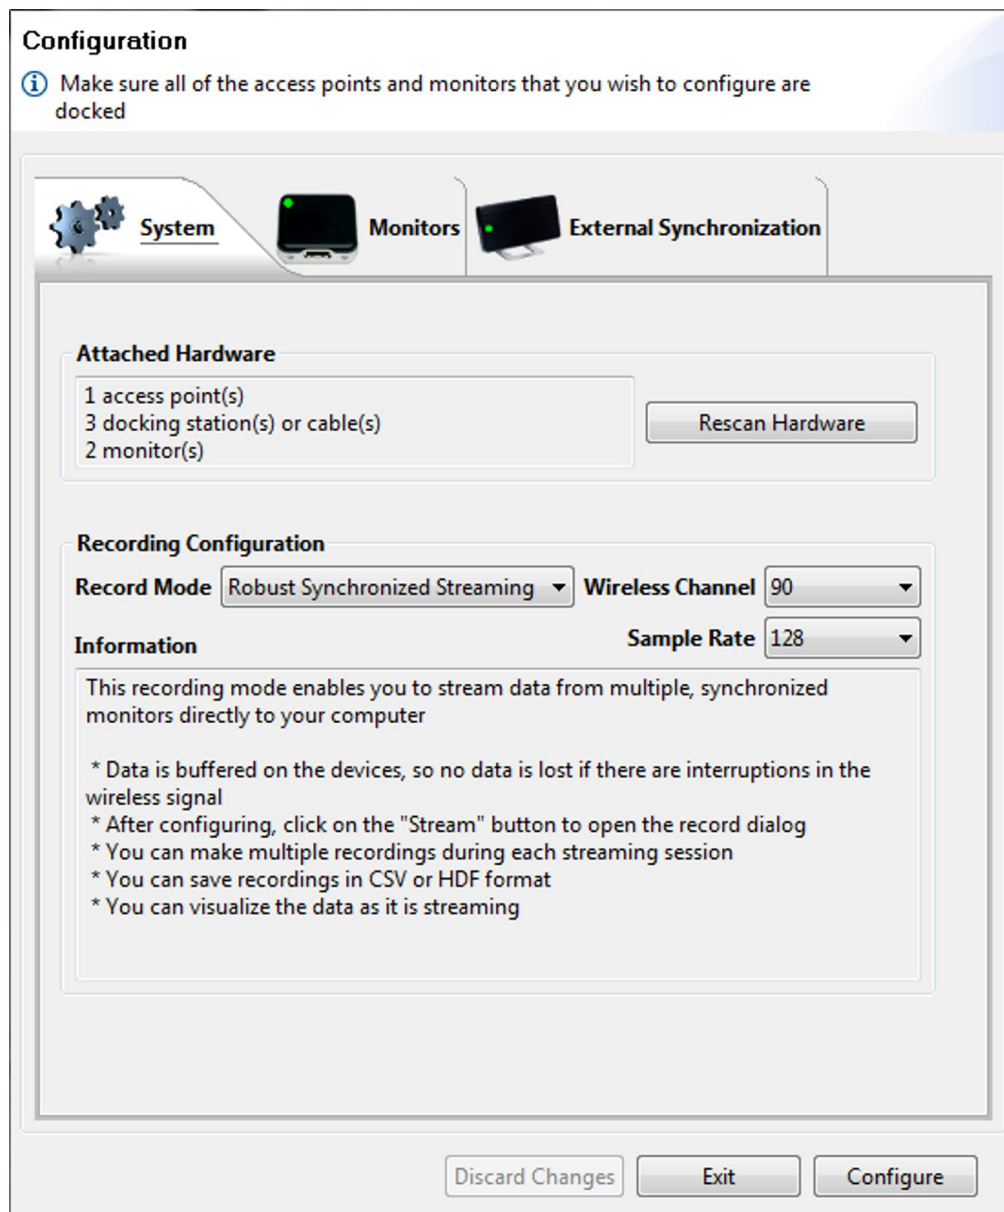 Configuration
Make sure all of the access points and monitors that you wish to configure are
docked
System
Monitors
External Synchronization
Attached Hardware
1 access point(s)
3 docking station(s) or cable(s)
2 monitor(s)
Rescan Hardware
Recording Configuration
Record Mode Robust Synchronized Streaming Wireless Channel 90
Sample Rate 128
Information
This recording mode enables you to stream data from multiple, synchronized
monitors directly to your computer
* Data is buffered on the devices, so no data is lost if there are interruptions in the
wireless signal
* After configuring, click on the "Stream" button to open the record dialog
* You can make multiple recordings during each streaming session
* You can save recordings in CSV or HDF format
* You can visualize the data as it is streaming
Discard Changes Exit Configure